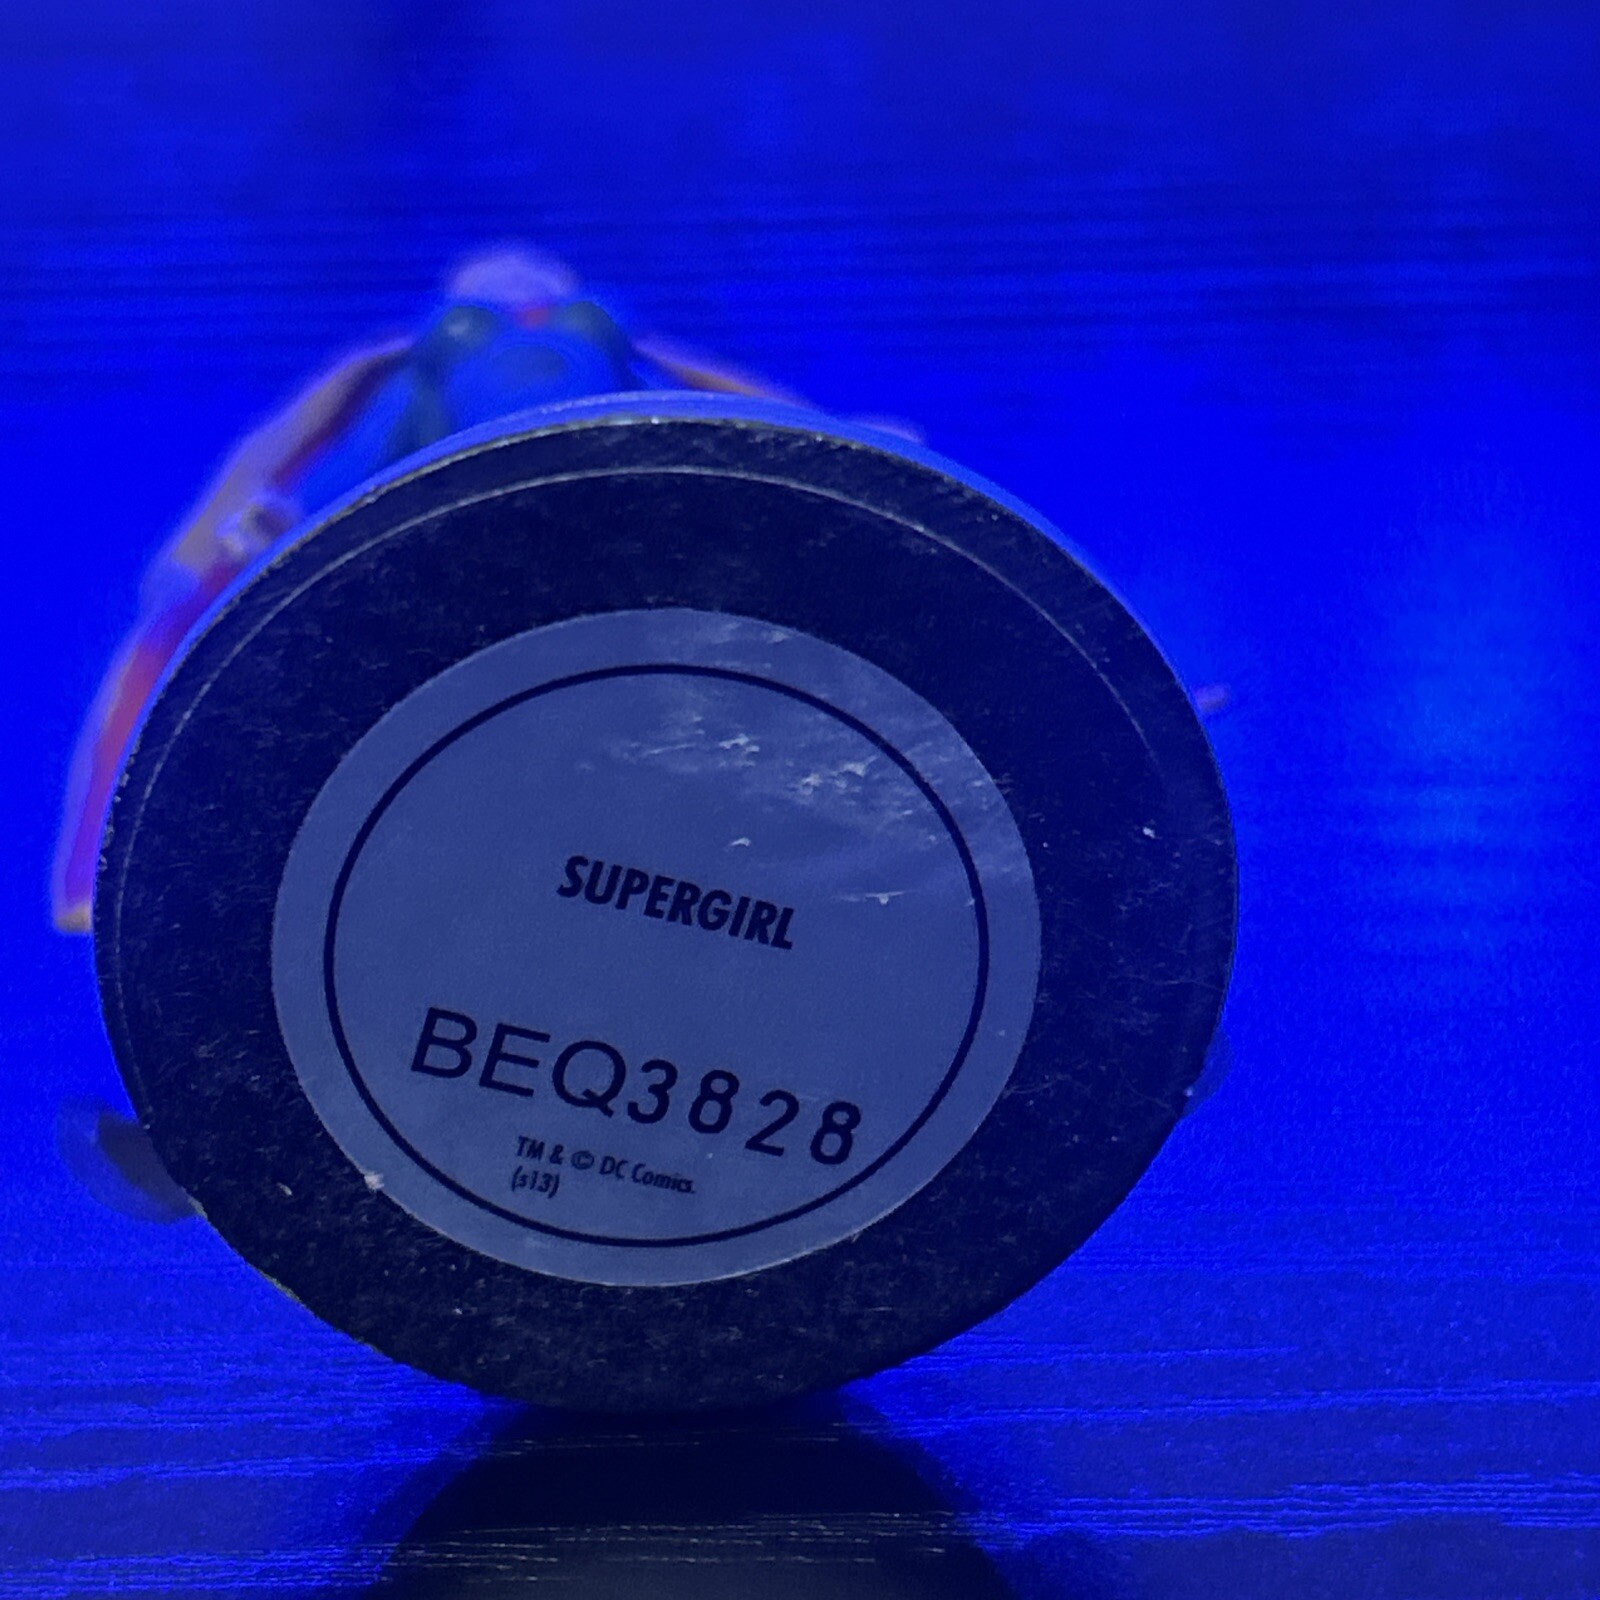 SUPERGIRL
BEQ3828
TM & © DC Comics.
(s13)